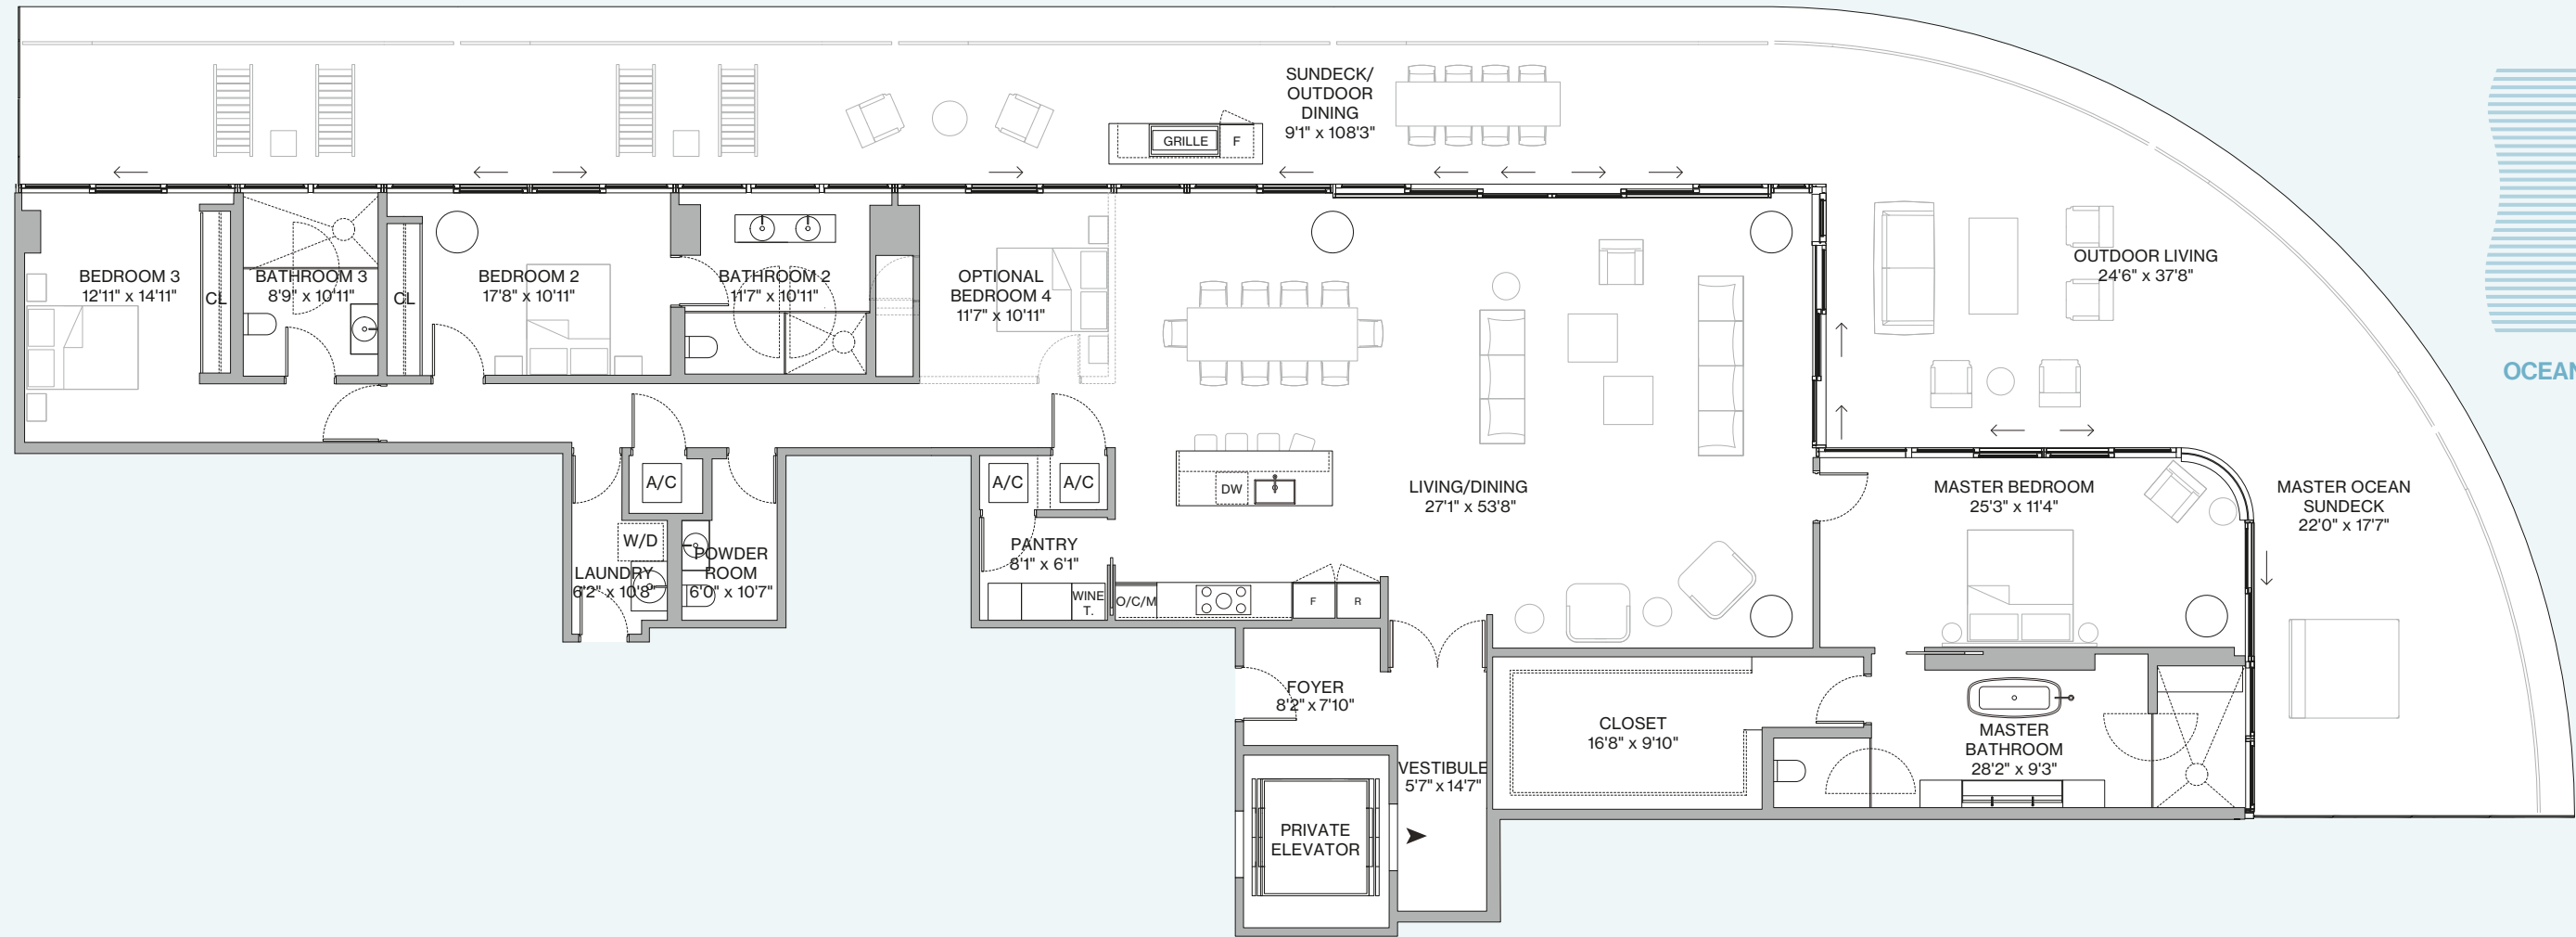 SUNDECK/
OUTDOOR
DINING
9'1" x 108'3"
GRILLE
F
OUTDOOR LIVING
24'6" x 37'8"
OCEAN
BEDROOM 3
12'11" x 14'11"
CL
BATHROOM 3
8'9" x 10'11"
CL
BEDROOM 2
17'8" x 10'11"
BATHROOM 2
11'7" x 10'11"
OPTIONAL
BEDROOM 4
11'7" x 10'11"
A/C
A/C
A/C
DW
LIVING/DINING
27'1" x 53'8"
MASTER BEDROOM
25'3" x 11'4"
MASTER OCEAN
SUNDECK
22'0" x 17'7"
W/D
LAUNDRY
6'2" x 10'8"
POWDER
ROOM
6'0" x 10'7"
PANTRY
8'1" x 6'1"
WINE
T.
O/C/M
F
R
FOYER
8'2" x 7'10"
CLOSET
16'8" x 9'10"
MASTER
BATHROOM
28'2" x 9'3"
VESTIBULE
5'7" x 14'7"
PRIVATE
ELEVATOR